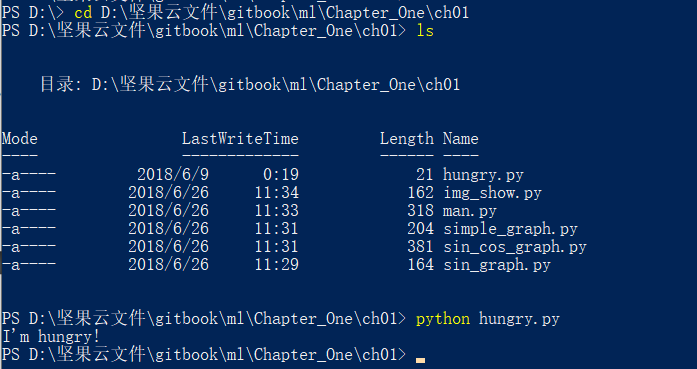 PS D:\> cd D:\坚果云文件\gitbook\ml\Chapter_One\ch01
PS D:\坚果云文件\gitbook\ml\Chapter_One\ch01> ls
目录: D:\坚果云文件\gitbook\ml\Chapter_One\ch01
Mode LastWriteTime Length Name
---- ------------- ------ ----
-a---- 2018/6/9 0:19 21 hungry.py
-a---- 2018/6/26 11:34 162 img_show.py
-a---- 2018/6/26 11:33 318 man.py
-a---- 2018/6/26 11:31 204 simple_graph.py
-a---- 2018/6/26 11:31 381 sin_cos_graph.py
-a---- 2018/6/26 11:29 164 sin_graph.py
PS D:\坚果云文件\gitbook\ml\Chapter_One\ch01> python hungry.py
I'm hungry!
PS D:\坚果云文件\gitbook\ml\Chapter_One\ch01>